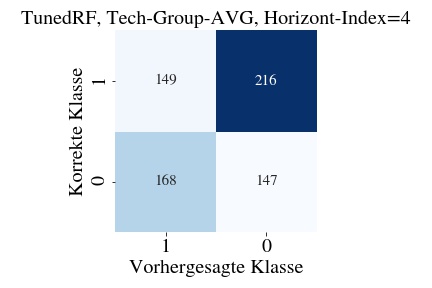 TunedRF, Tech-Group-AVG, Horizont-Index=4
Korrekte Klasse
1
149
216
0
168
147
1
0
Vorhergesagte Klasse